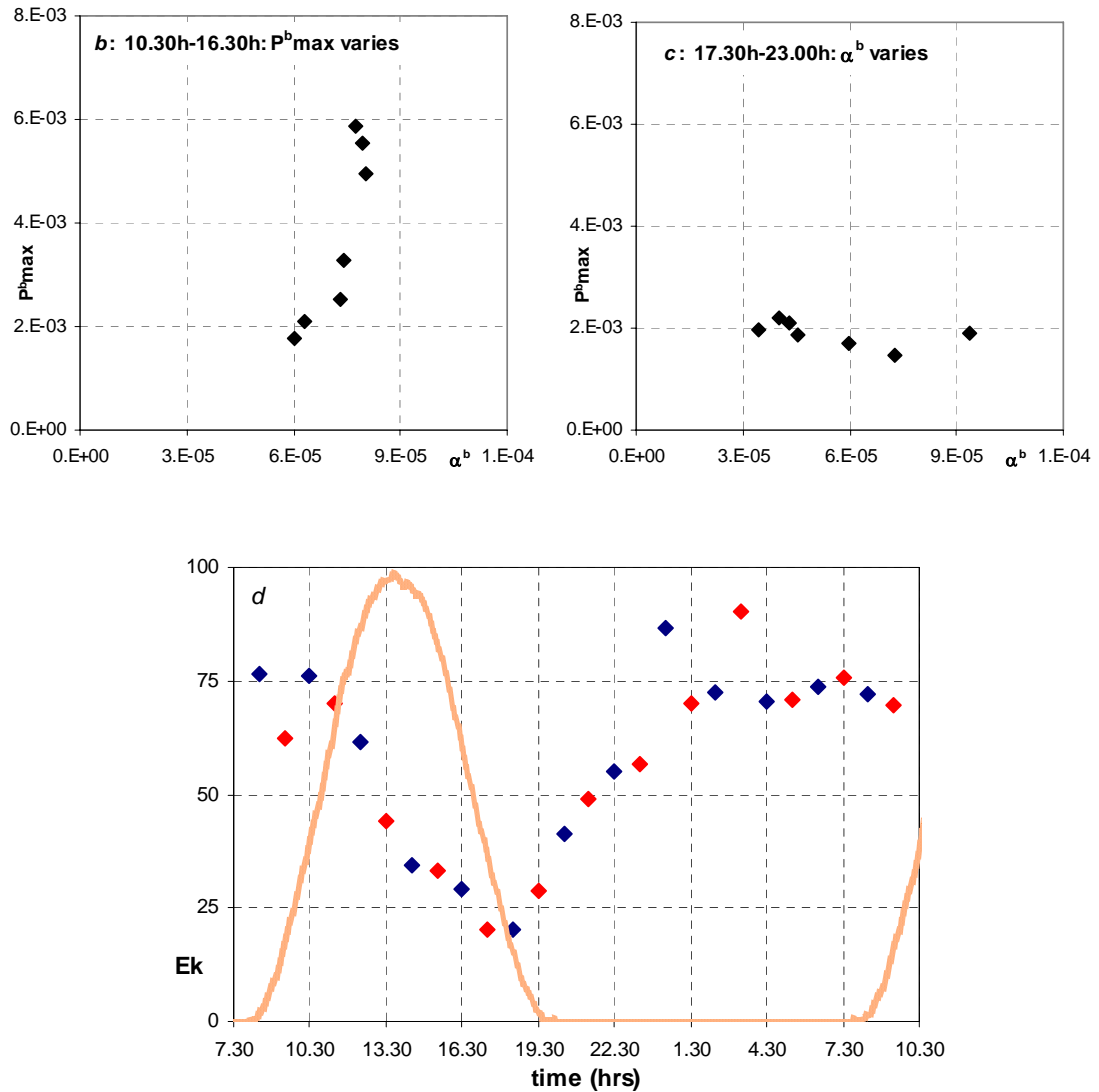 b: 10.30h-16.30h: Pᵇmax varies
8.E-03
6.E-03
4.E-03
2.E-03
0.E+00
Pᵇmax
0.E+00 3.E-05 6.E-05 9.E-05 αᵇ 1.E-04
c: 17.30h-23.00h: αᵇ varies
8.E-03
6.E-03
4.E-03
2.E-03
0.E+00
Pᵇmax
0.E+00 3.E-05 6.E-05 9.E-05 αᵇ 1.E-04
d
100
75
50
25
Ek
0
7.30 10.30 13.30 16.30 19.30 22.30 1.30 4.30 7.30 10.30
time (hrs)